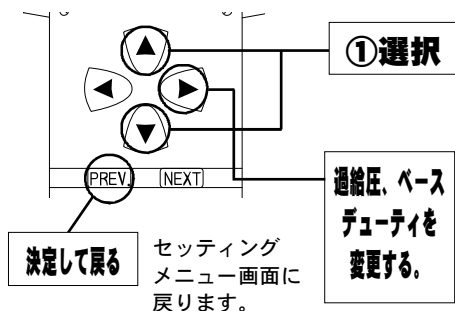 ①選択
PREV.
NEXT
過給圧、ベース
デューティを
変更する。
決定して戻る
セッティング
メニュー画面に
戻ります。